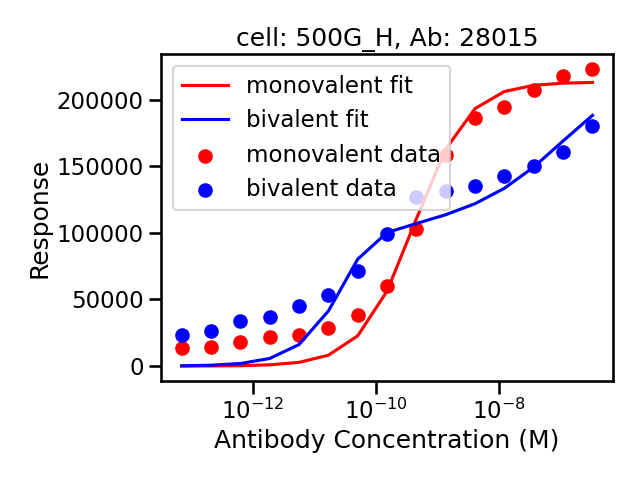 cell: 500G_H, Ab: 28015
monovalent fit
bivalent fit
monovalent data
bivalent data
200000
150000
100000
50000
0
Response
10⁻¹² 10⁻¹⁰ 10⁻⁸
Antibody Concentration (M)